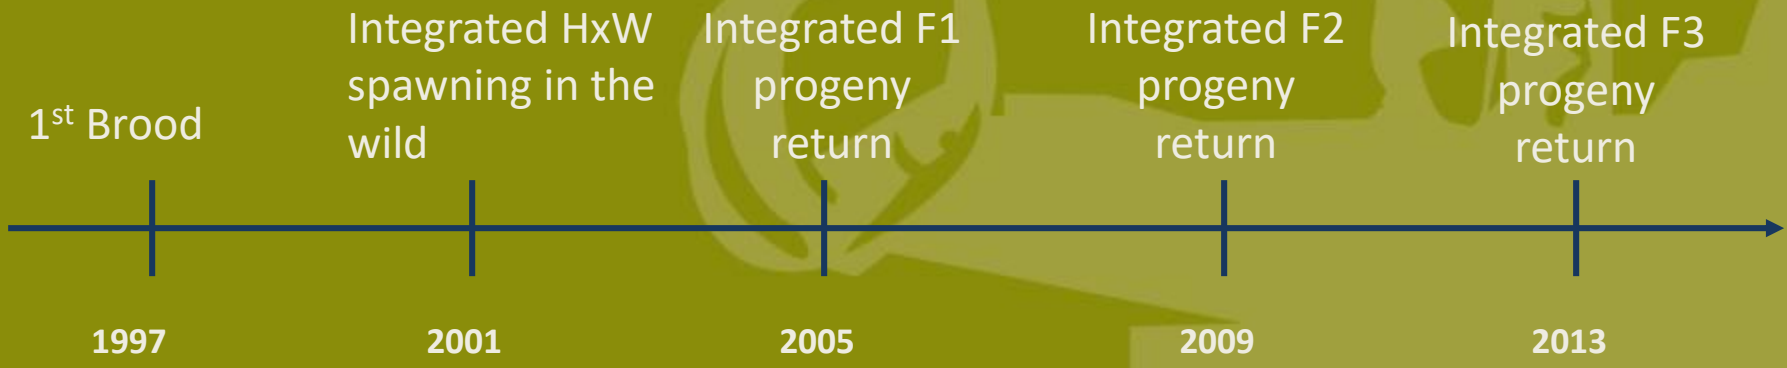 1st Brood
Integrated HxW
spawning in the
wild
Integrated F1
progeny
return
Integrated F2
progeny
return
Integrated F3
progeny
return
1997
2001
2005
2009
2013